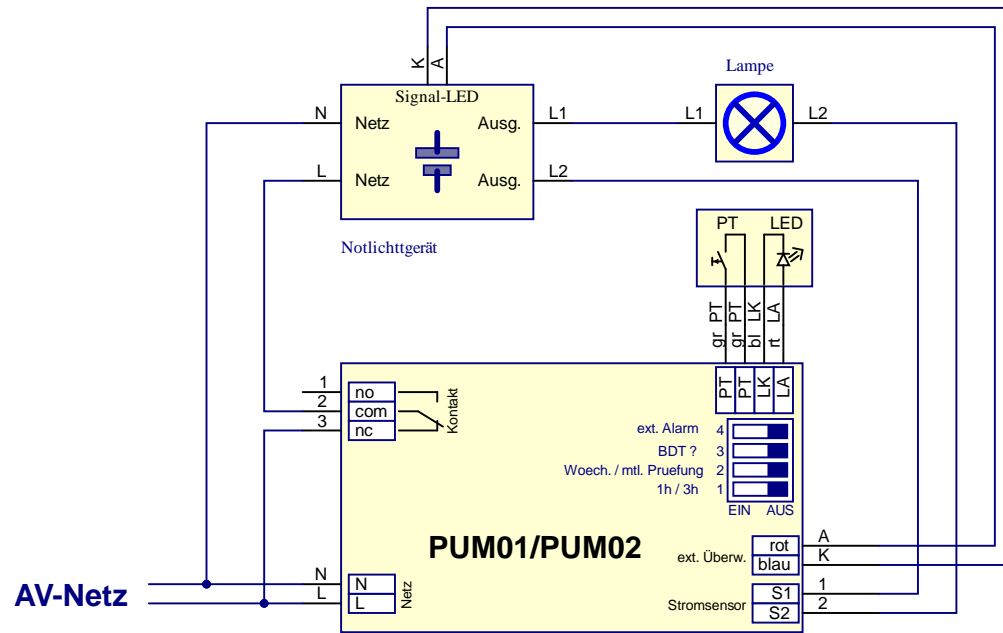 K
A
Signal-LED
N
Netz
Ausg.
L1
L
Netz
Ausg.
L2
Notlichttgerät
Lampe
L1
L2
PT
LED
gr PT
gr PT
bl LK
rt LA
PT
PT
LK
LA
1
no
2
com
3
nc
Kontakt
ext. Alarm 4
BDT ? 3
Woech. / mtl. Pruefung 2
1h / 3h 1
EIN AUS
PUM01/PUM02
ext. Überw.
rot
A
blau
K
Stromsensor
S1
1
S2
2
AV-Netz
N
N
L
L
Netz